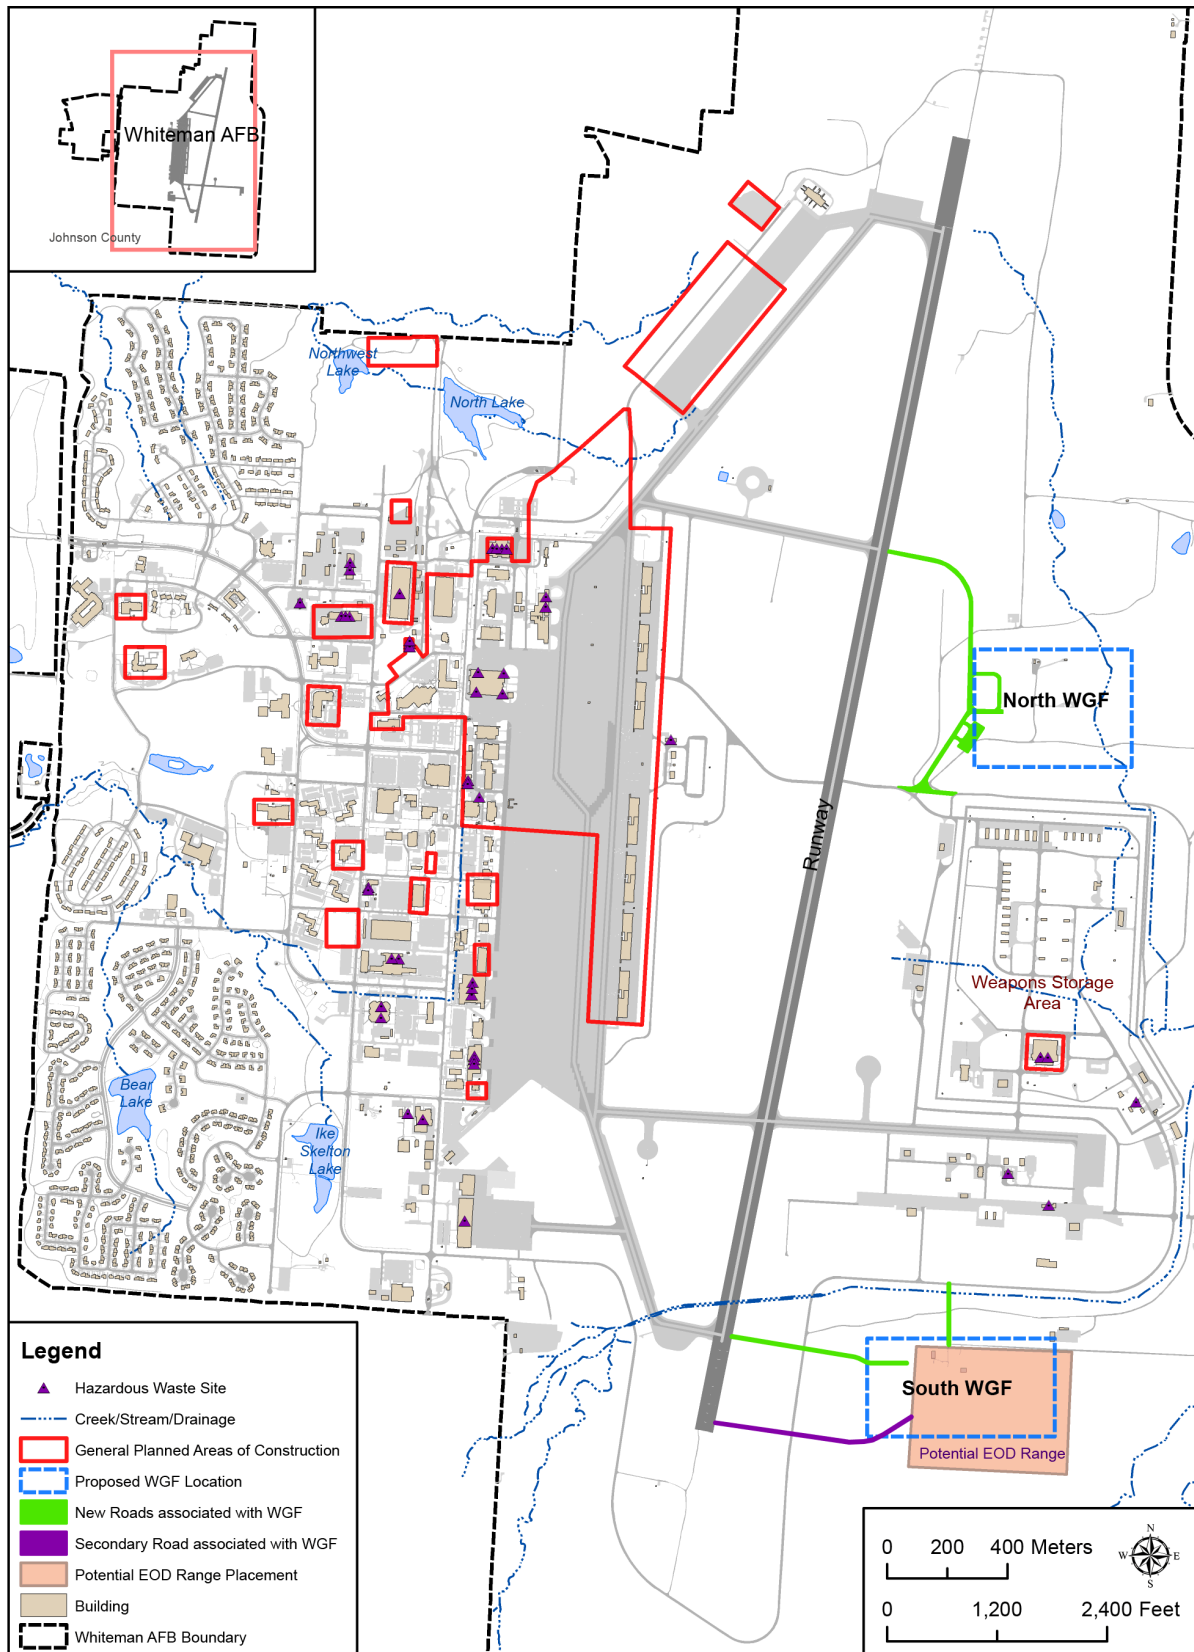 Whiteman AFB
Johnson County
Northwest
Lake
North Lake
North WGF
Runway
Weapons Storage
Area
Bear
Lake
Ike
Skelton
Lake
South WGF
Potential EOD Range
Legend
Hazardous Waste Site
Creek/Stream/Drainage
General Planned Areas of Construction
Proposed WGF Location
New Roads associated with WGF
Secondary Road associated with WGF
Potential EOD Range Placement
Building
Whiteman AFB Boundary
0 200 400 Meters
0 1,200 2,400 Feet
N
W E
S